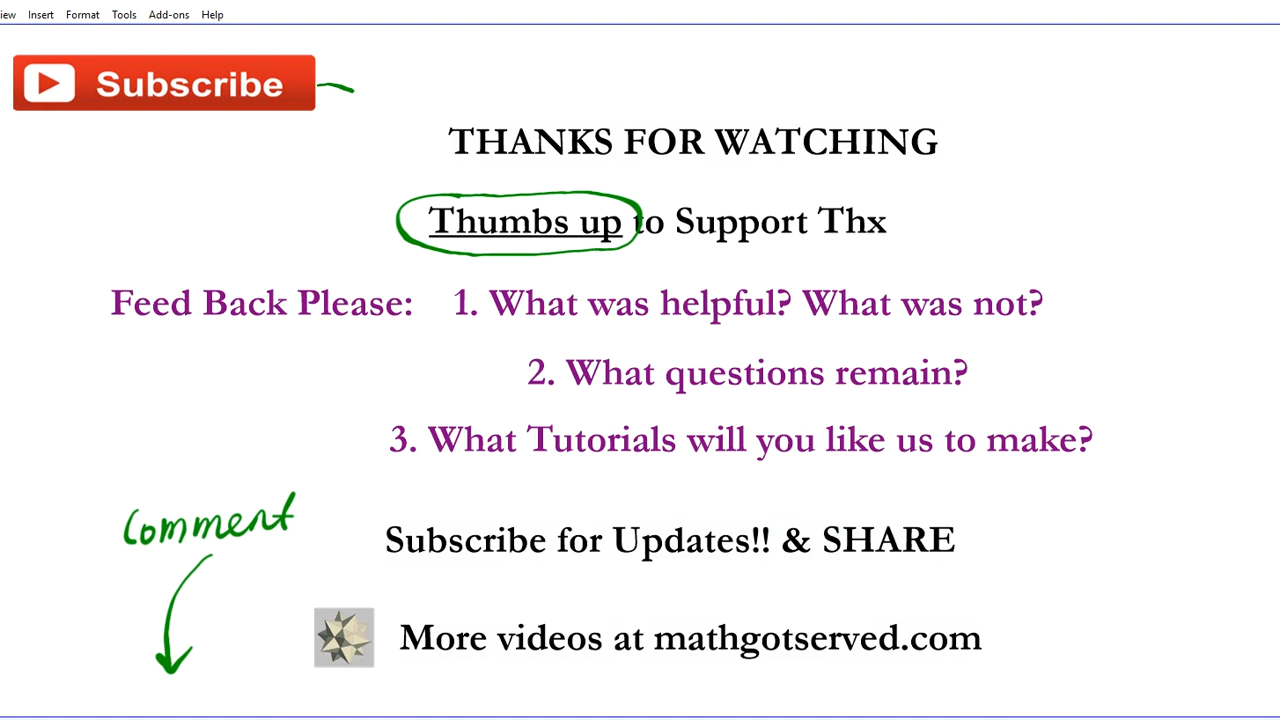 Insert Format Tools Add-ons Help
Subscribe
THANKS FOR WATCHING
Thumbs up to Support Thx
Feed Back Please: 1. What was helpful? What was not?
2. What questions remain?
3. What Tutorials will you like us to make?
comment
Subscribe for Updates!! & SHARE
More videos at mathgotserved.com